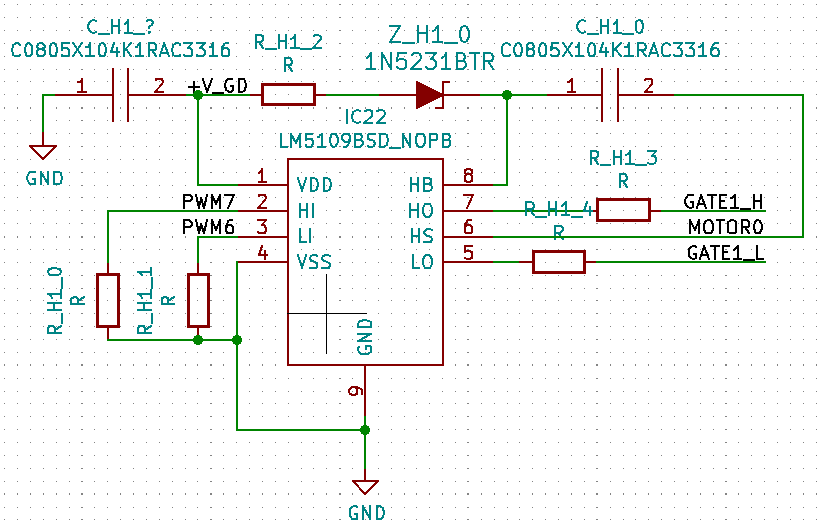 C_H1_?
C0805X104K1RAC3316
1
2
+V_GD
R_H1_2
R
Z_H1_0
1N5231BTR
C_H1_0
C0805X104K1RAC3316
1
2
GND
IC22
LM5109BSD_NOPB
1
VDD
HB
8
PWM7
2
HI
HO
7
R_H1_3
R
GATE1_H
PWM6
3
LI
HS
6
MOTOR0
4
VSS
LO
5
R_H1_4
R
GATE1_L
R_H1_0
R
R_H1_1
R
GND
9
GND